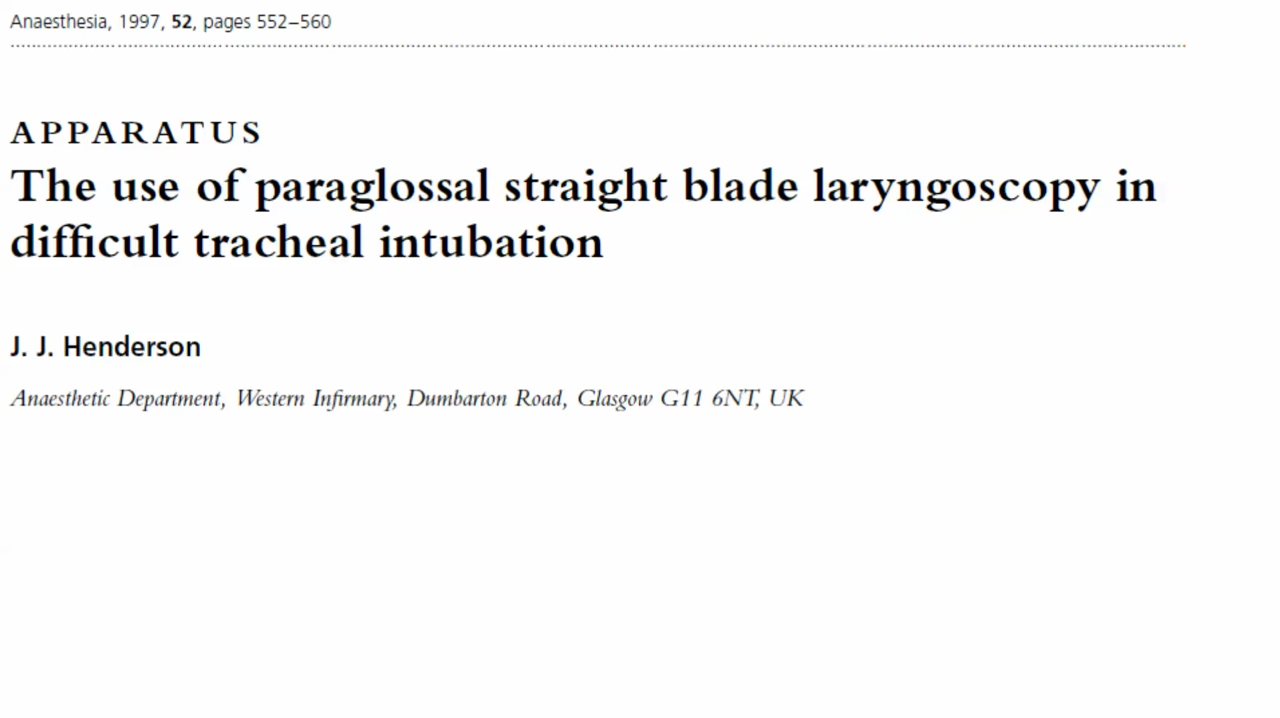 Anaesthesia, 1997, 52, pages 552–560
APPARATUS
The use of paraglossal straight blade laryngoscopy in
difficult tracheal intubation
J. J. Henderson
Anaesthetic Department, Western Infirmary, Dumbarton Road, Glasgow G11 6NT, UK